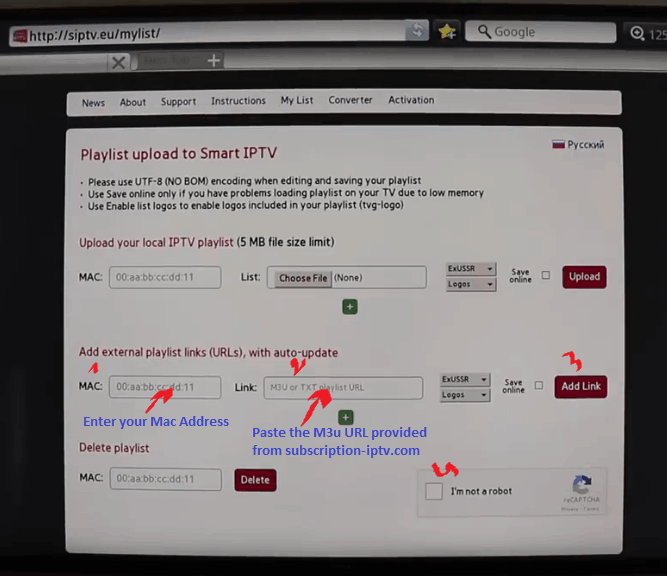 http://siptv.eu/mylist/
Google
125
New Tab
News About Support Instructions My List Converter Activation
Playlist upload to Smart IPTV
Русский
• Please use UTF-8 (NO BOM) encoding when editing and saving your playlist
• Use Save online only if you have problems loading playlist on your TV due to low memory
• Use Enable list logos to enable logos included in your playlist (tvg-logo)
Upload your local IPTV playlist (5 MB file size limit)
MAC: 00:aa:bb:cc:dd:11 List: Choose File (None) ExUSSR Save online Upload
Logos
+
Add external playlist links (URLs), with auto-update
1 2 3
MAC: 00:aa:bb:cc:dd:11 Link: M3U or TXT playlist URL ExUSSR Save online Add Link
Logos
Enter your Mac Address
+
Paste the M3u URL provided
from subscription-iptv.com
Delete playlist
4
MAC: 00:aa:bb:cc:dd:11 Delete
I'm not a robot
reCAPTCHA
Privacy - Terms